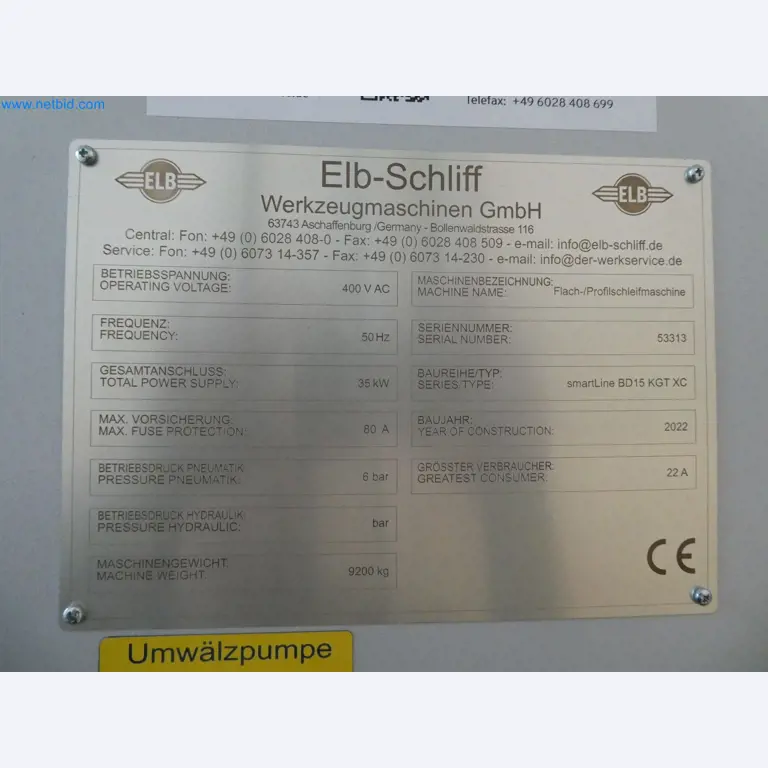 www.netbid.com
Telefax: +49 6028 408 699
ELB
Elb-Schliff
ELB
Werkzeugmaschinen GmbH
63743 Aschaffenburg /Germany - Bollenwaldstrasse 116
Central: Fon: +49 (0) 6028 408-0 - Fax: +49 (0) 6028 408 509 - e-mail: info@elb-schliff.de
Service: Fon: +49 (0) 6073 14-357 - Fax: +49 (0) 6073 14-230 - e-mail: info@der-werkservice.de
BETRIEBSSPANNUNG:
OPERATING VOLTAGE: 400 V AC
FREQUENZ:
FREQUENCY: 50 Hz
GESAMTANSCHLUSS:
TOTAL POWER SUPPLY: 35 kW
MAX. VORSICHERUNG:
MAX. FUSE PROTECTION: 80 A
BETRIEBSDRUCK PNEUMATIK
PRESSURE PNEUMATIK: 6 bar
BETRIEBSDRUCK HYDRAULIK
PRESSURE HYDRAULIC: bar
MASCHINENGEWICHT:
MACHINE WEIGHT: 9200 kg
MASCHINENBEZEICHNUNG:
MACHINE NAME: Flach-/Profilschleifmaschine
SERIENNUMMER:
SERIAL NUMBER: 53313
BAUREIHE/TYP:
SERIES/TYPE: smartLine BD15 KGT XC
BAUJAHR:
YEAR OF CONSTRUCTION: 2022
GRÖSSTER VERBRAUCHER:
GREATEST CONSUMER: 22 A
CE
Umwälzpumpe